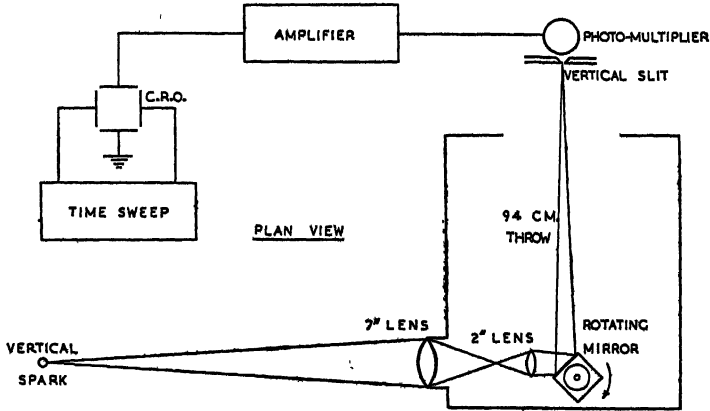 AMPLIFIER
PHOTO-MULTIPLIER
VERTICAL SLIT
C.R.O.
TIME SWEEP
PLAN VIEW
94 CM.
THROW
7" LENS
2" LENS
ROTATING
MIRROR
VERTICAL
SPARK